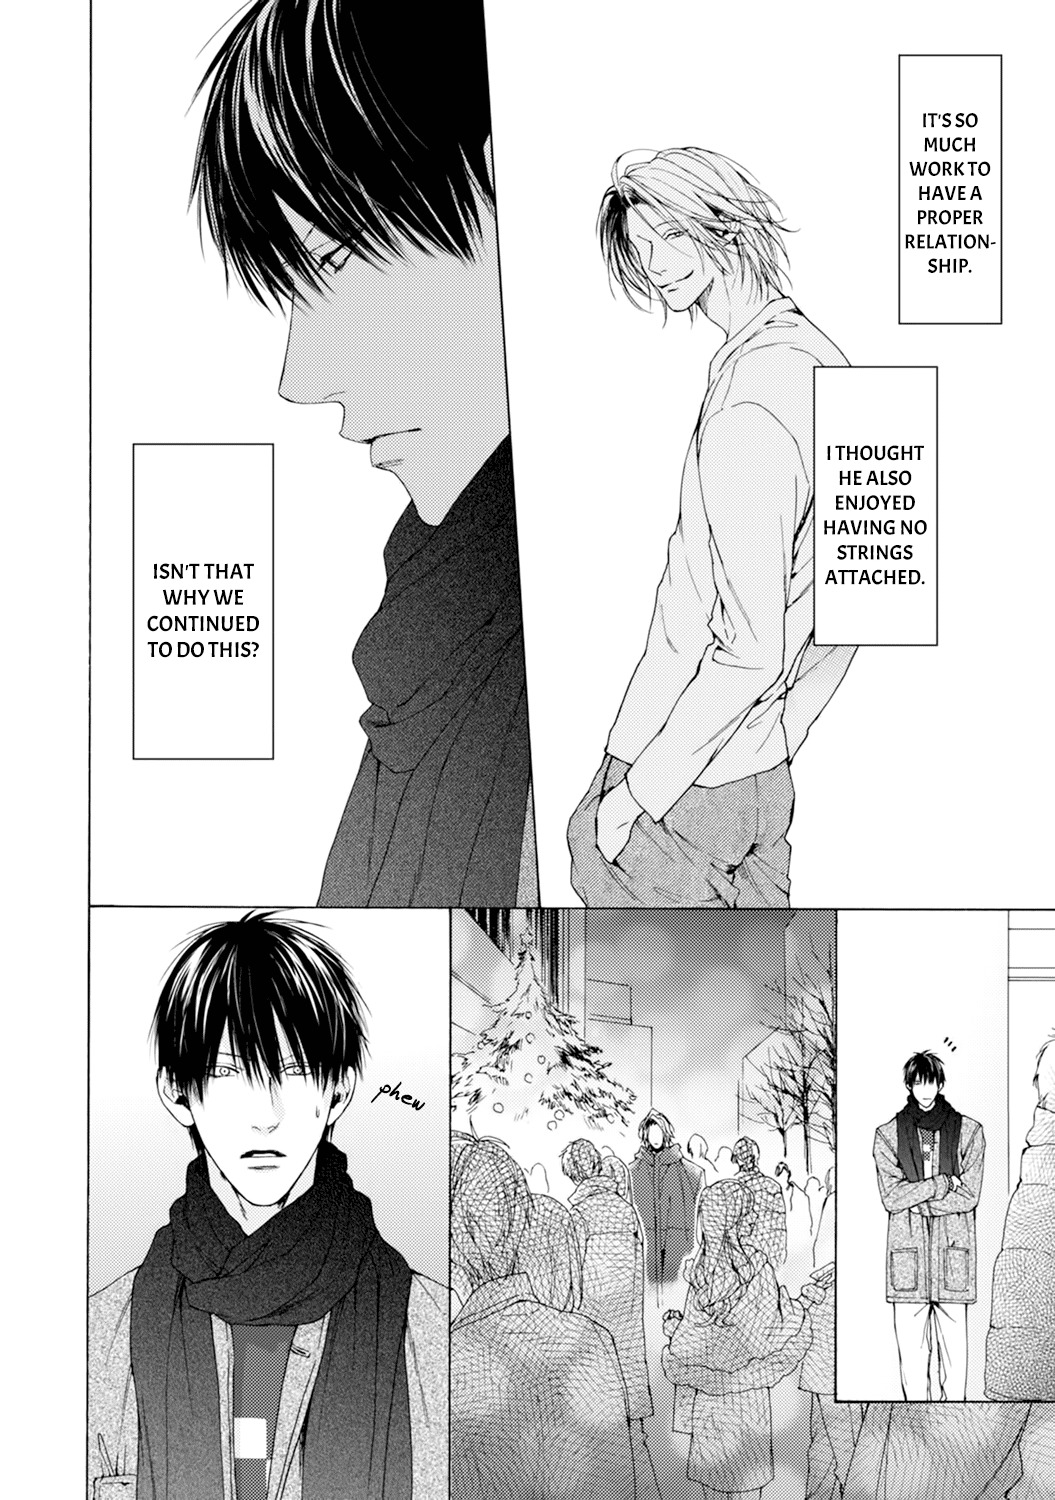 IT'S SO
MUCH
WORK TO
HAVE A
PROPER
RELATION-
SHIP.
I THOUGHT
HE ALSO
ENJOYED
HAVING NO
STRINGS
ATTACHED.
ISN'T THAT
WHY WE
CONTINUED
TO DO THIS?
phew